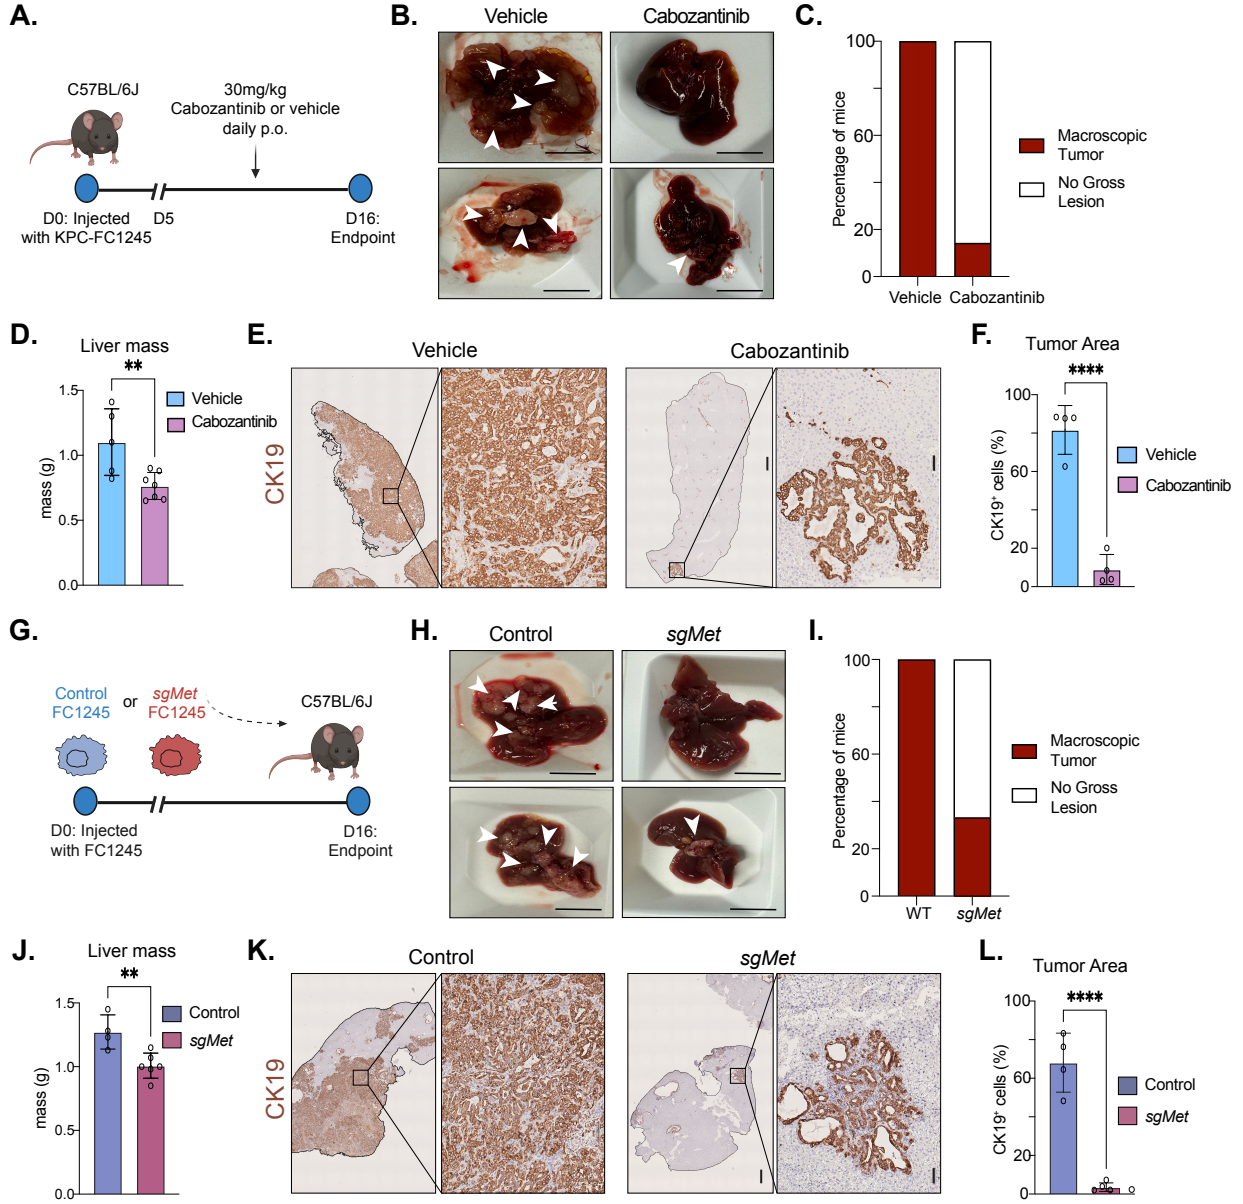 A.
C57BL/6J
30mg/kg
Cabozantinib or vehicle
daily p.o.
D0: Injected
with KPC-FC1245
D5
D16:
Endpoint
B.
Vehicle
Cabozantinib
C.
Percentage of mice
100
60
20
0
Vehicle
Cabozantinib
Macroscopic
Tumor
No Gross
Lesion
D.
Liver mass
**
mass (g)
1.5
1.0
0.5
0.0
Vehicle
Cabozantinib
E.
Vehicle
Cabozantinib
CK19
F.
Tumor Area
****
CK19+ cells (%)
100
60
20
0
Vehicle
Cabozantinib
G.
Control
FC1245
or
sgMet
FC1245
C57BL/6J
D0: Injected
with FC1245
D16:
Endpoint
H.
Control
sgMet
I.
Percentage of mice
100
60
20
0
WT
sgMet
Macroscopic
Tumor
No Gross
Lesion
J.
Liver mass
**
mass (g)
1.5
1.0
0.5
0.0
Control
sgMet
K.
Control
sgMet
CK19
L.
Tumor Area
****
CK19+ cells (%)
100
60
20
0
Control
sgMet